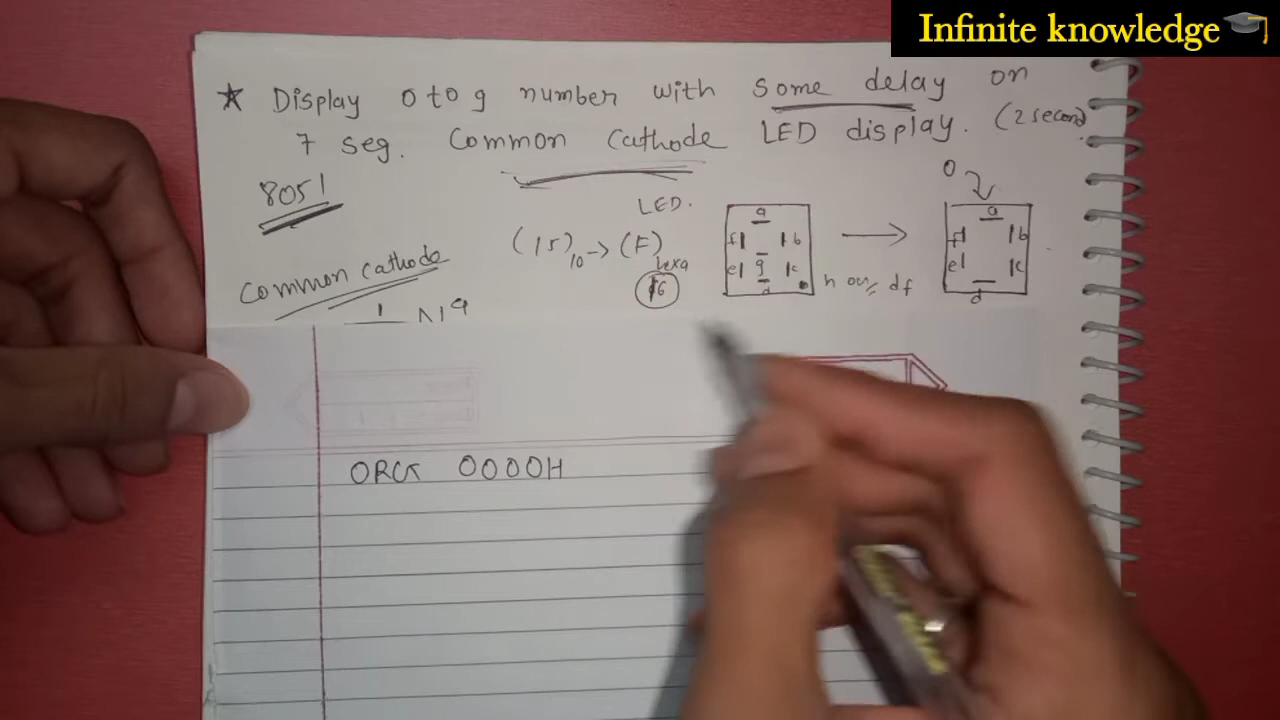 Infinite knowledge
★ Display 0 to 9 number with some delay on
7 seg. Common cathode LED display. (2 second)
8051
LED.
(15)10 → (F)hexa
16
a
f b
g
e c
d
h or df
0
a
f b
e c
d
Common cathode
1
ORG 0000H